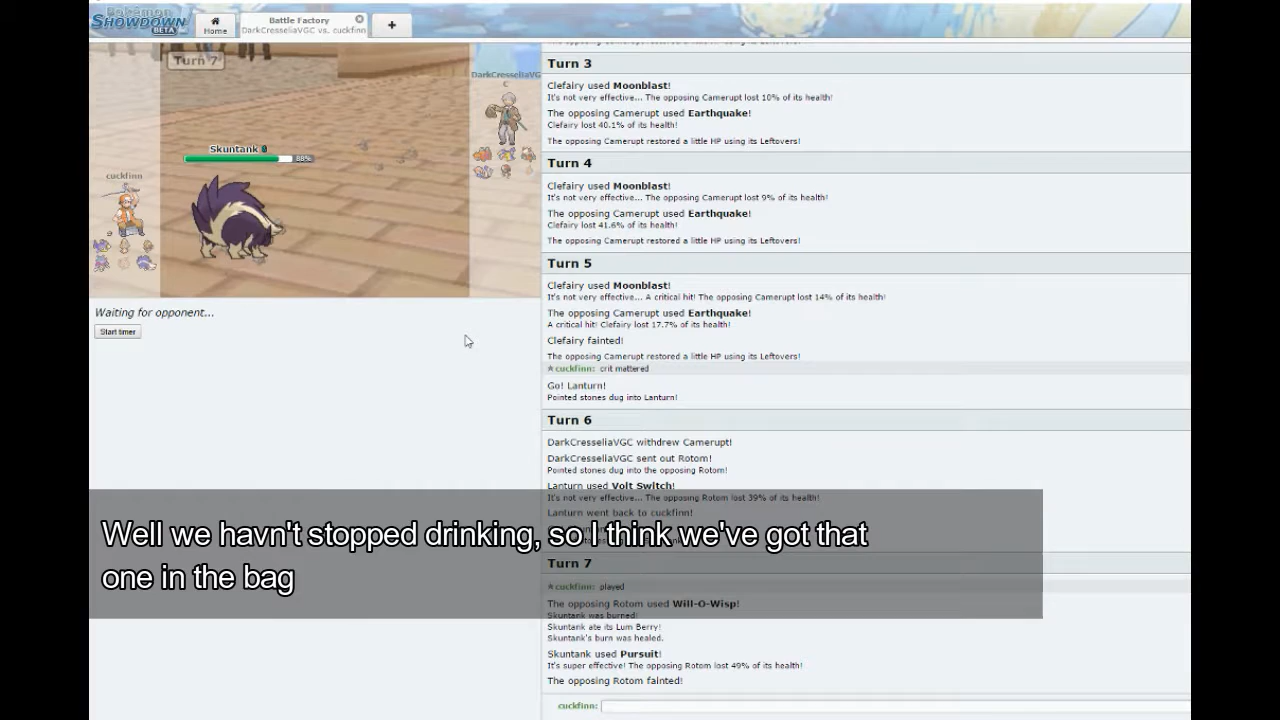 Pokémon
SHOWDOWN
BETA
Home
Battle Factory
DarkCresseliaVGC vs. cuckfinn
+
Turn 7
Skuntank
88%
cuckfinn
DarkCresseliaVG
C
Waiting for opponent...
Start timer
Turn 3
Clefairy used Moonblast!
It's not very effective... The opposing Camerupt lost 10% of its health!
The opposing Camerupt used Earthquake!
Clefairy lost 40.1% of its health!
The opposing Camerupt restored a little HP using its Leftovers!
Turn 4
Clefairy used Moonblast!
It's not very effective... The opposing Camerupt lost 9% of its health!
The opposing Camerupt used Earthquake!
Clefairy lost 41.6% of its health!
The opposing Camerupt restored a little HP using its Leftovers!
Turn 5
Clefairy used Moonblast!
It's not very effective... A critical hit! The opposing Camerupt lost 14% of its health!
The opposing Camerupt used Earthquake!
A critical hit! Clefairy lost 17.7% of its health!
Clefairy fainted!
The opposing Camerupt restored a little HP using its Leftovers!
★cuckfinn: crit mattered
Go! Lanturn!
Pointed stones dug into Lanturn!
Turn 6
DarkCresseliaVGC withdrew Camerupt!
DarkCresseliaVGC sent out Rotom!
Pointed stones dug into the opposing Rotom!
Lanturn used Volt Switch!
It's not very effective... The opposing Rotom lost 39% of its health!
Lanturn went back to cuckfinn!
Well we havn't stopped drinking, so I think we've got that
one in the bag
Turn 7
★cuckfinn: played
The opposing Rotom used Will-O-Wisp!
Skuntank was burned!
Skuntank ate its Lum Berry!
Skuntank's burn was healed.
Skuntank used Pursuit!
It's super effective! The opposing Rotom lost 49% of its health!
The opposing Rotom fainted!
cuckfinn: